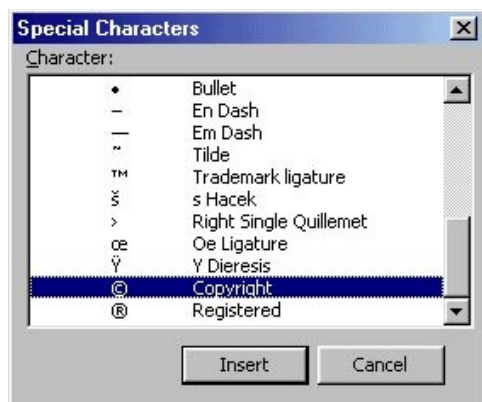 Special Characters
Character:
• Bullet
– En Dash
— Em Dash
˜ Tilde
™ Trademark ligature
š s Hacek
› Right Single Quillemet
œ Oe Ligature
Ÿ Y Dieresis
© Copyright
® Registered
Insert Cancel